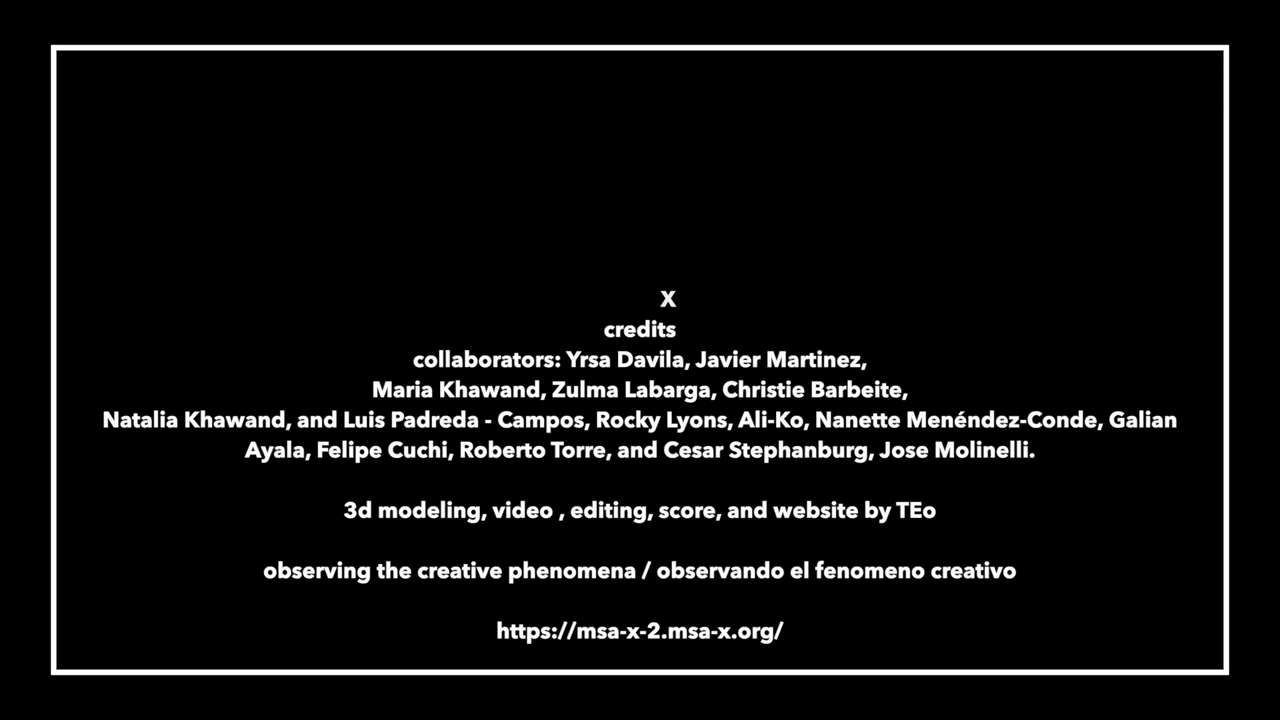 X
credits
collaborators: Yrsa Davila, Javier Martinez,
Maria Khawand, Zulma Labarga, Christie Barbeite,
Natalia Khawand, and Luis Padreda - Campos, Rocky Lyons, Ali-Ko, Nanette Menéndez-Conde, Galian
Ayala, Felipe Cuchi, Roberto Torre, and Cesar Stephanburg, Jose Molinelli.
3d modeling, video , editing, score, and website by TEo
observing the creative phenomena / observando el fenomeno creativo
https://msa-x-2.msa-x.org/